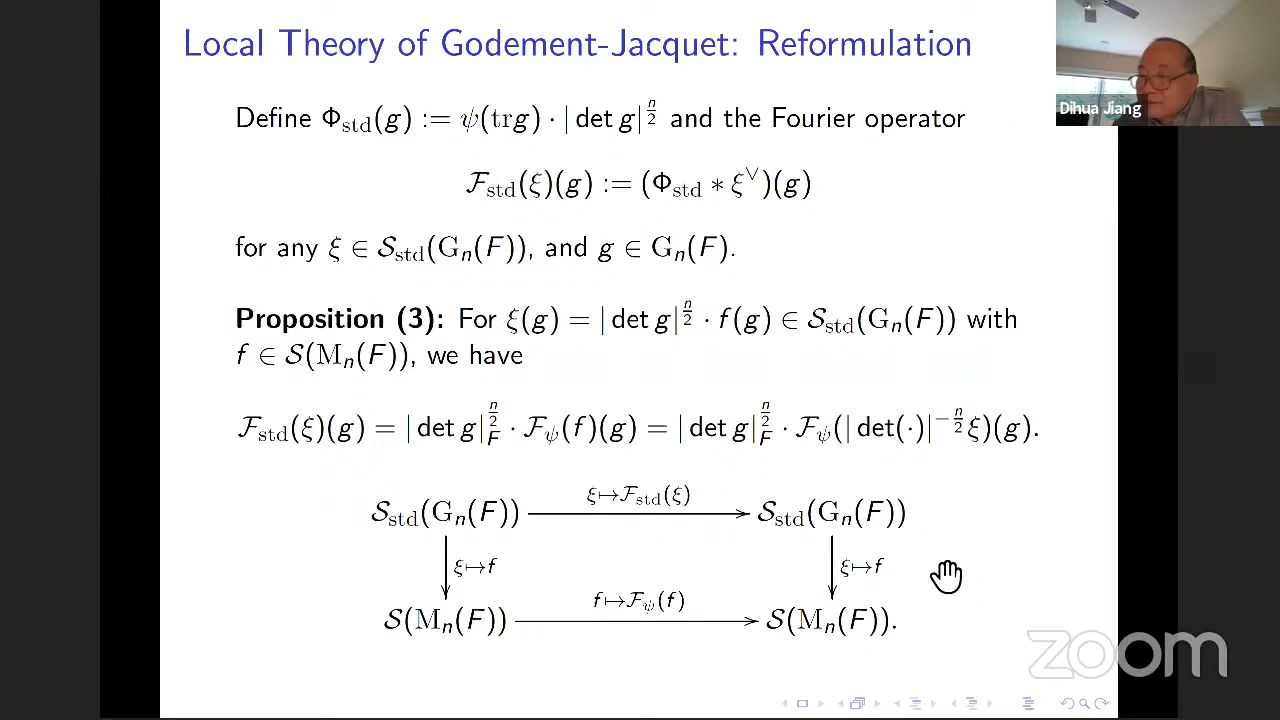 Local Theory of Godement-Jacquet: Reformulation
Dihua Jiang
Define Φ_std(g) := ψ(trg) · | det g|^{n/2} and the Fourier operator
F_std(ξ)(g) := (Φ_std ∗ ξ^∨)(g)
for any ξ ∈ S_std(G_n(F)), and g ∈ G_n(F).
Proposition (3): For ξ(g) = | det g|^{n/2} · f(g) ∈ S_std(G_n(F)) with
f ∈ S(M_n(F)), we have
F_std(ξ)(g) = | det g|_F^{n/2} · F_ψ(f)(g) = | det g|_F^{n/2} · F_ψ(| det(·)|^{−n/2} ξ)(g).
ξ↦F_std(ξ)
S_std(G_n(F)) S_std(G_n(F))
ξ↦f ξ↦f
f↦F_ψ(f)
S(M_n(F)) S(M_n(F)).
zoom